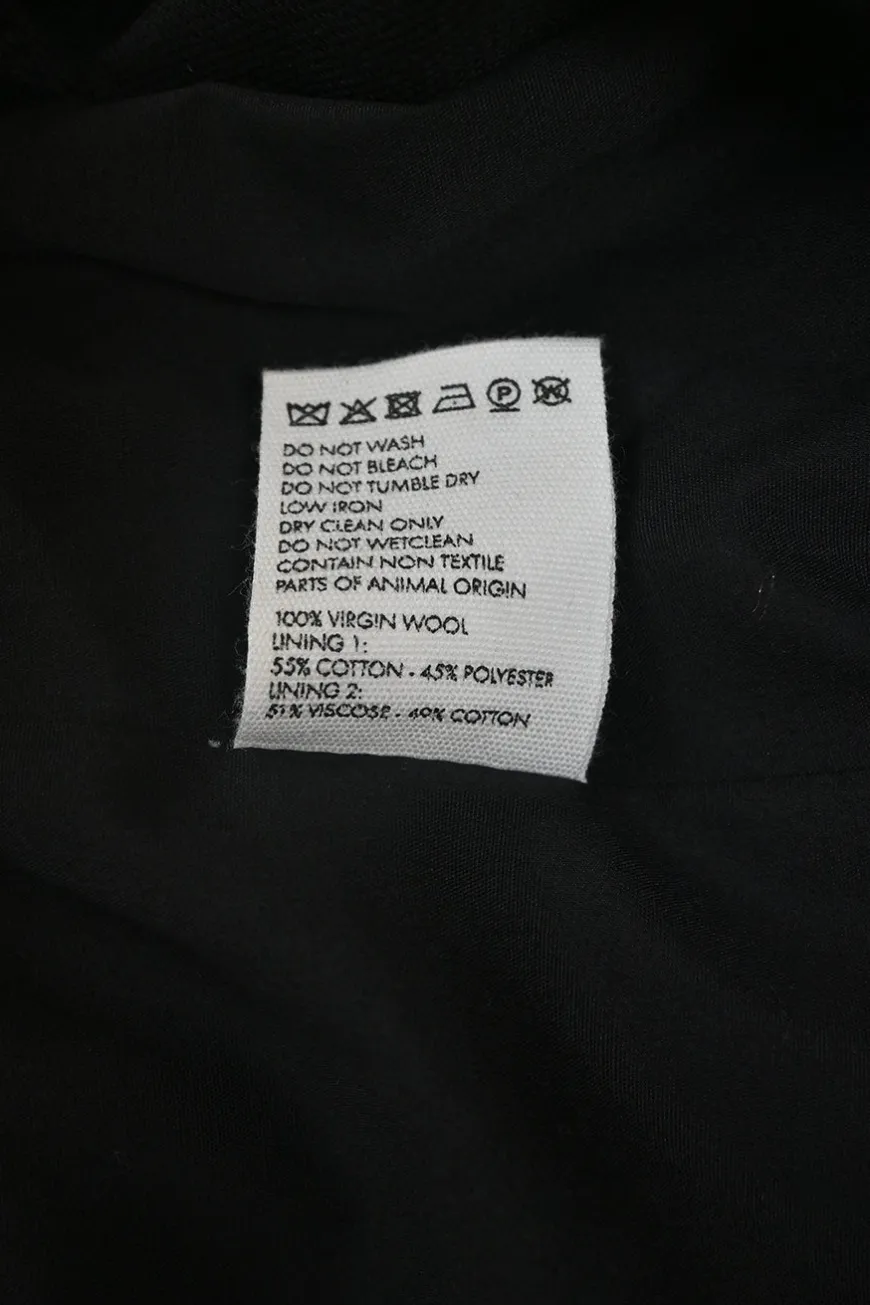 P W
DO NOT WASH
DO NOT BLEACH
DO NOT TUMBLE DRY
LOW IRON
DRY CLEAN ONLY
DO NOT WETCLEAN
CONTAIN NON TEXTILE
PARTS OF ANIMAL ORIGIN
100% VIRGIN WOOL
LINING 1:
55% COTTON - 45% POLYESTER
LINING 2:
51% VISCOSE - 49% COTTON